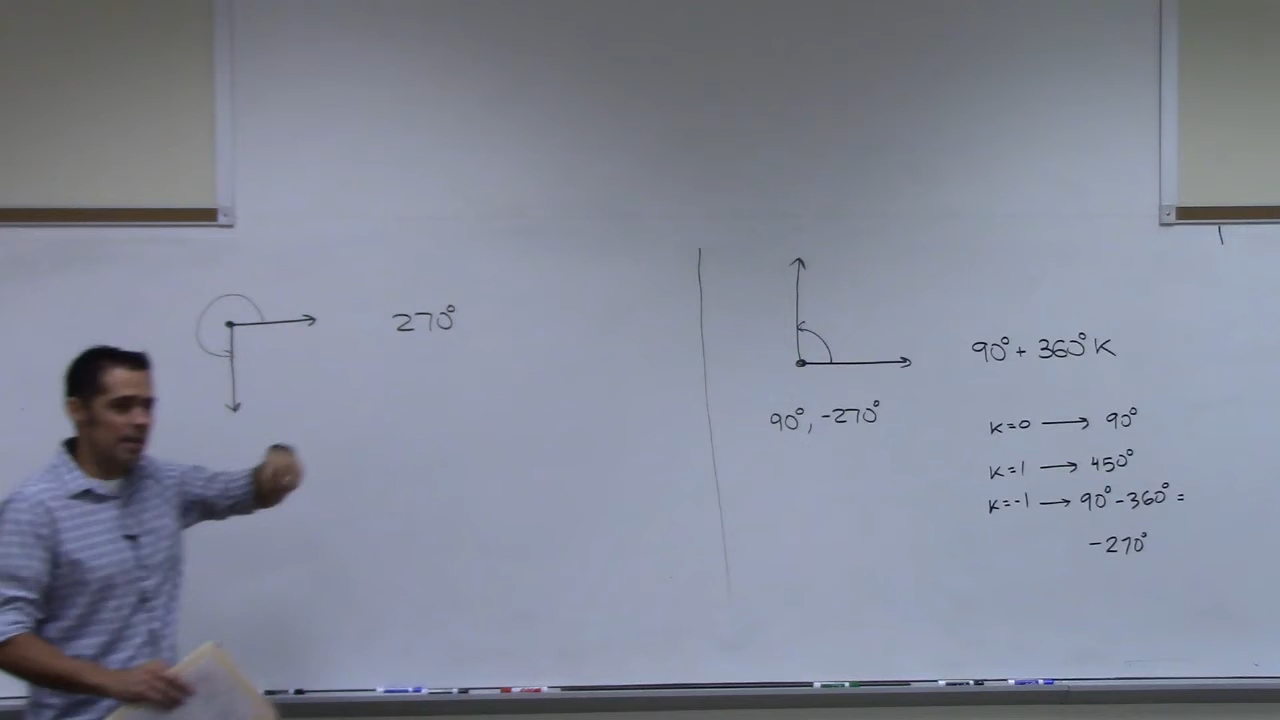 270°
90° + 360° K
90°, -270°
K=0 → 90°
K=1 → 450°
K=-1 → 90° - 360° =
-270°